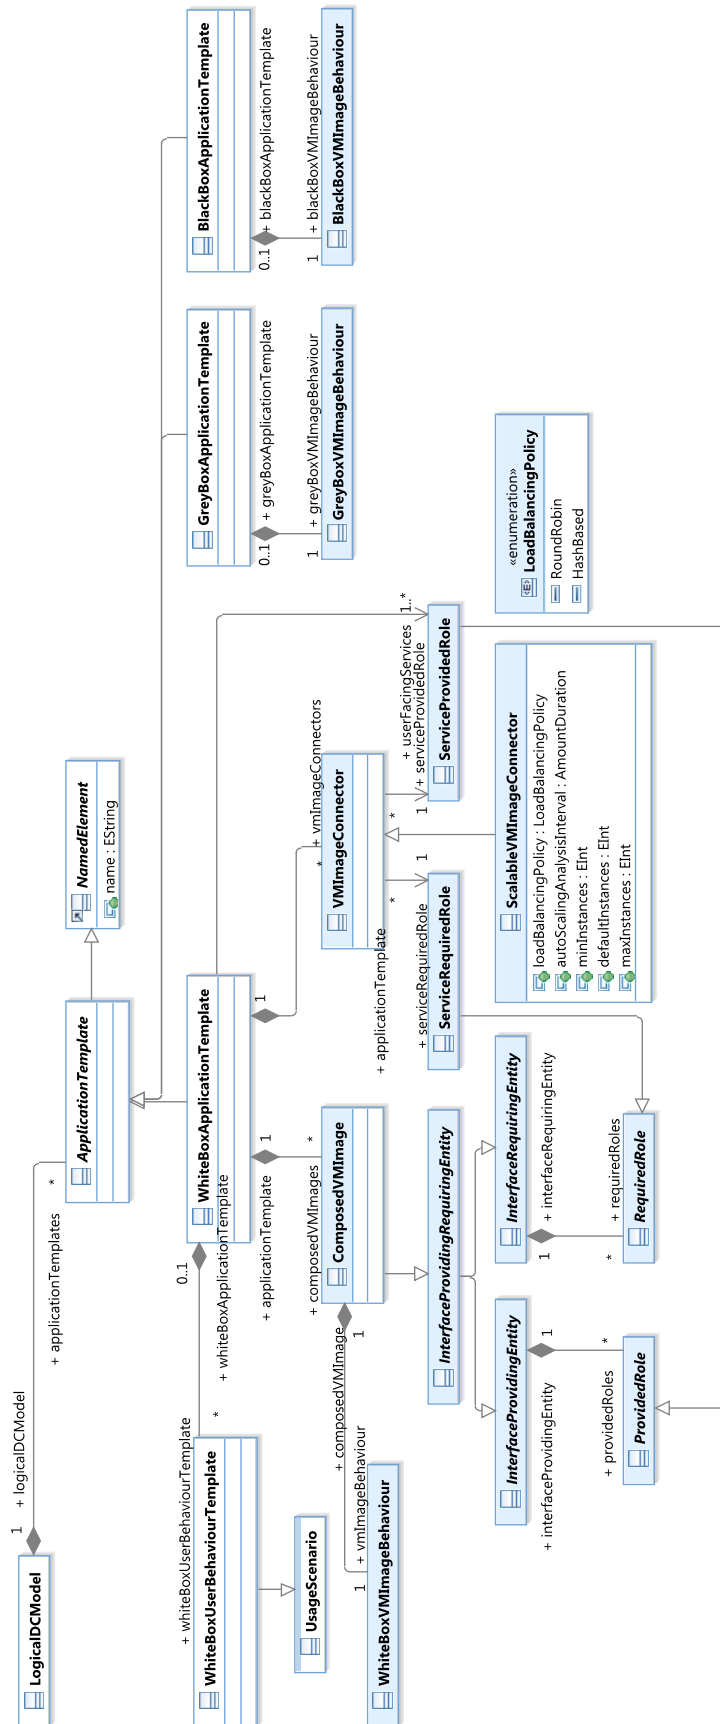 LogicalDCModel
1
+ logicalDCModel
+ applicationTemplates
*
ApplicationTemplate
NamedElement
name : EString
WhiteBoxUserBehaviourTemplate
+ whiteBoxUserBehaviourTemplate
*
0..1
+ whiteBoxApplicationTemplate
WhiteBoxApplicationTemplate
GreyBoxApplicationTemplate
BlackBoxApplicationTemplate
UsageScenario
+ applicationTemplate
1
+ composedVMImages
*
1
+ applicationTemplate
+ vmImageConnectors
*
0..1
+ greyBoxApplicationTemplate
1
+ greyBoxVMImageBehaviour
0..1
+ blackBoxApplicationTemplate
1
+ blackBoxVMImageBehaviour
ComposedVMImage
VMImageConnector
GreyBoxVMImageBehaviour
BlackBoxVMImageBehaviour
+ composedVMImage
1
+ vmImageBehaviour
1
WhiteBoxVMImageBehaviour
*
1
+ serviceRequiredRole
*
1
+ serviceProvidedRole
+ userFacingServices
1..*
InterfaceProvidingRequiringEntity
ServiceRequiredRole
ServiceProvidedRole
InterfaceProvidingEntity
InterfaceRequiringEntity
ScalableVMImageConnector
loadBalancingPolicy : LoadBalancingPolicy
autoScalingAnalysisInterval : AmountDuration
minInstances : EInt
defaultInstances : EInt
maxInstances : EInt
«enumeration»
LoadBalancingPolicy
RoundRobin
HashBased
+ interfaceProvidingEntity
1
+ providedRoles
*
1
+ interfaceRequiringEntity
*
+ requiredRoles
ProvidedRole
RequiredRole